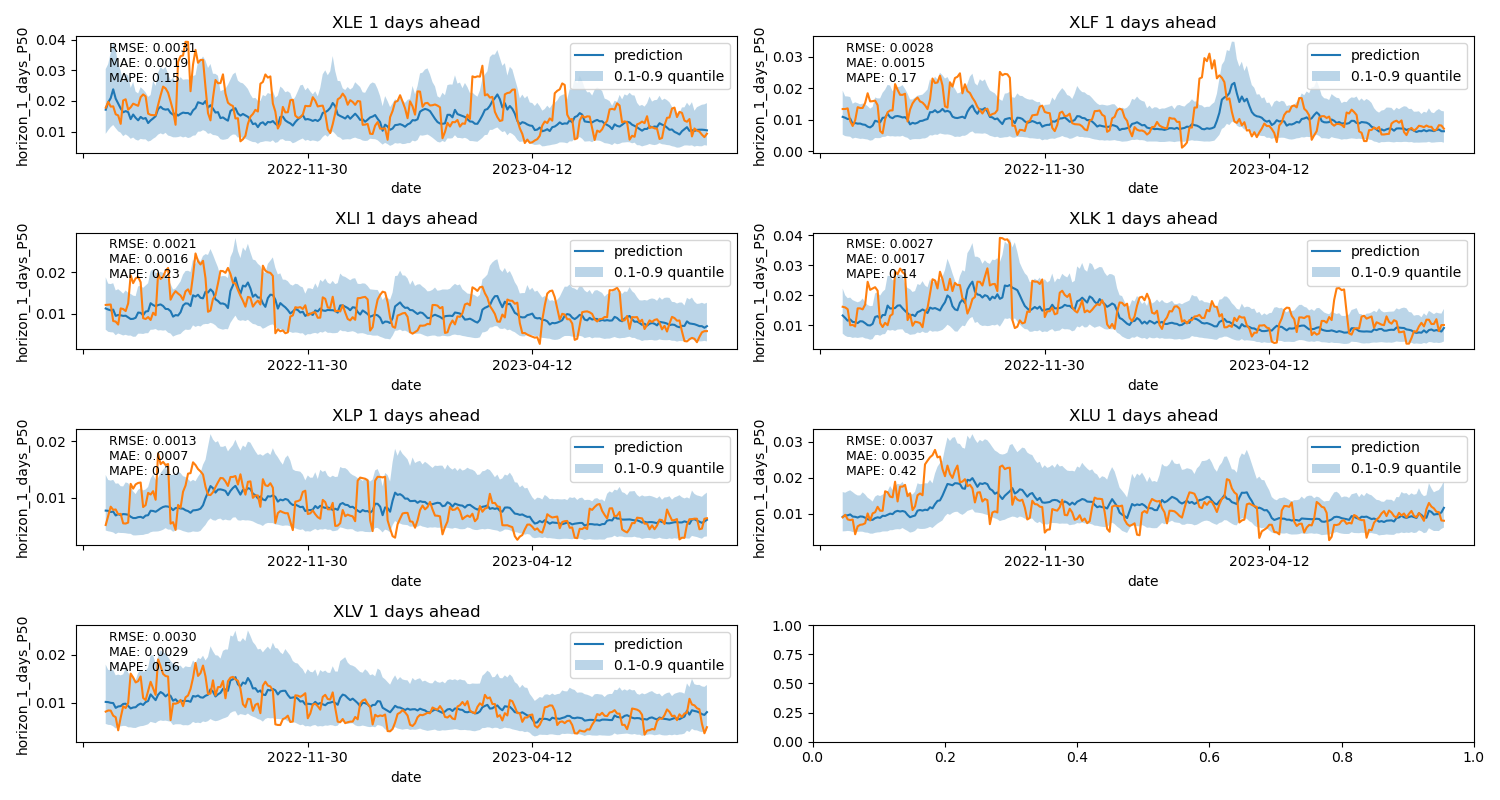 XLE 1 days ahead
horizon_1_days_P50
0.04
0.03
0.02
0.01
RMSE: 0.0031
MAE: 0.0019
MAPE: 0.15
prediction
0.1-0.9 quantile
2022-11-30
2023-04-12
date
XLF 1 days ahead
horizon_1_days_P50
0.03
0.02
0.01
0.00
RMSE: 0.0028
MAE: 0.0015
MAPE: 0.17
prediction
0.1-0.9 quantile
2022-11-30
2023-04-12
date
XLI 1 days ahead
horizon_1_days_P50
0.02
0.01
RMSE: 0.0021
MAE: 0.0016
MAPE: 0.23
prediction
0.1-0.9 quantile
2022-11-30
2023-04-12
date
XLK 1 days ahead
horizon_1_days_P50
0.04
0.03
0.02
0.01
RMSE: 0.0027
MAE: 0.0017
MAPE: 0.14
prediction
0.1-0.9 quantile
2022-11-30
2023-04-12
date
XLP 1 days ahead
horizon_1_days_P50
0.02
0.01
RMSE: 0.0013
MAE: 0.0007
MAPE: 0.10
prediction
0.1-0.9 quantile
2022-11-30
2023-04-12
date
XLU 1 days ahead
horizon_1_days_P50
0.03
0.02
0.01
RMSE: 0.0037
MAE: 0.0035
MAPE: 0.42
prediction
0.1-0.9 quantile
2022-11-30
2023-04-12
date
XLV 1 days ahead
horizon_1_days_P50
0.02
0.01
RMSE: 0.0030
MAE: 0.0029
MAPE: 0.56
prediction
0.1-0.9 quantile
2022-11-30
2023-04-12
date
1.00
0.75
0.50
0.25
0.00
0.0
0.2
0.4
0.6
0.8
1.0